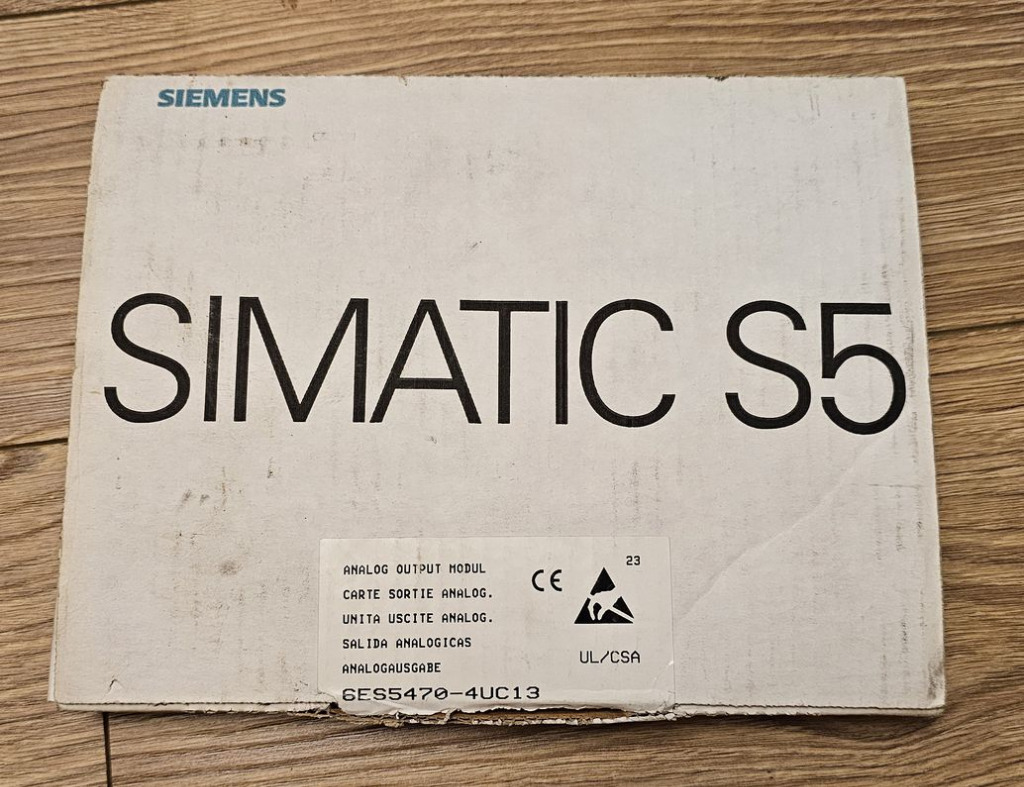 SIEMENS
SIMATIC S5
ANALOG OUTPUT MODUL
CARTE SORTIE ANALOG.
UNITA USCITE ANALOG.
SALIDA ANALOGICAS
ANALOGAUSGABE
6ES5470-4UC13
CE
23
UL/CSA